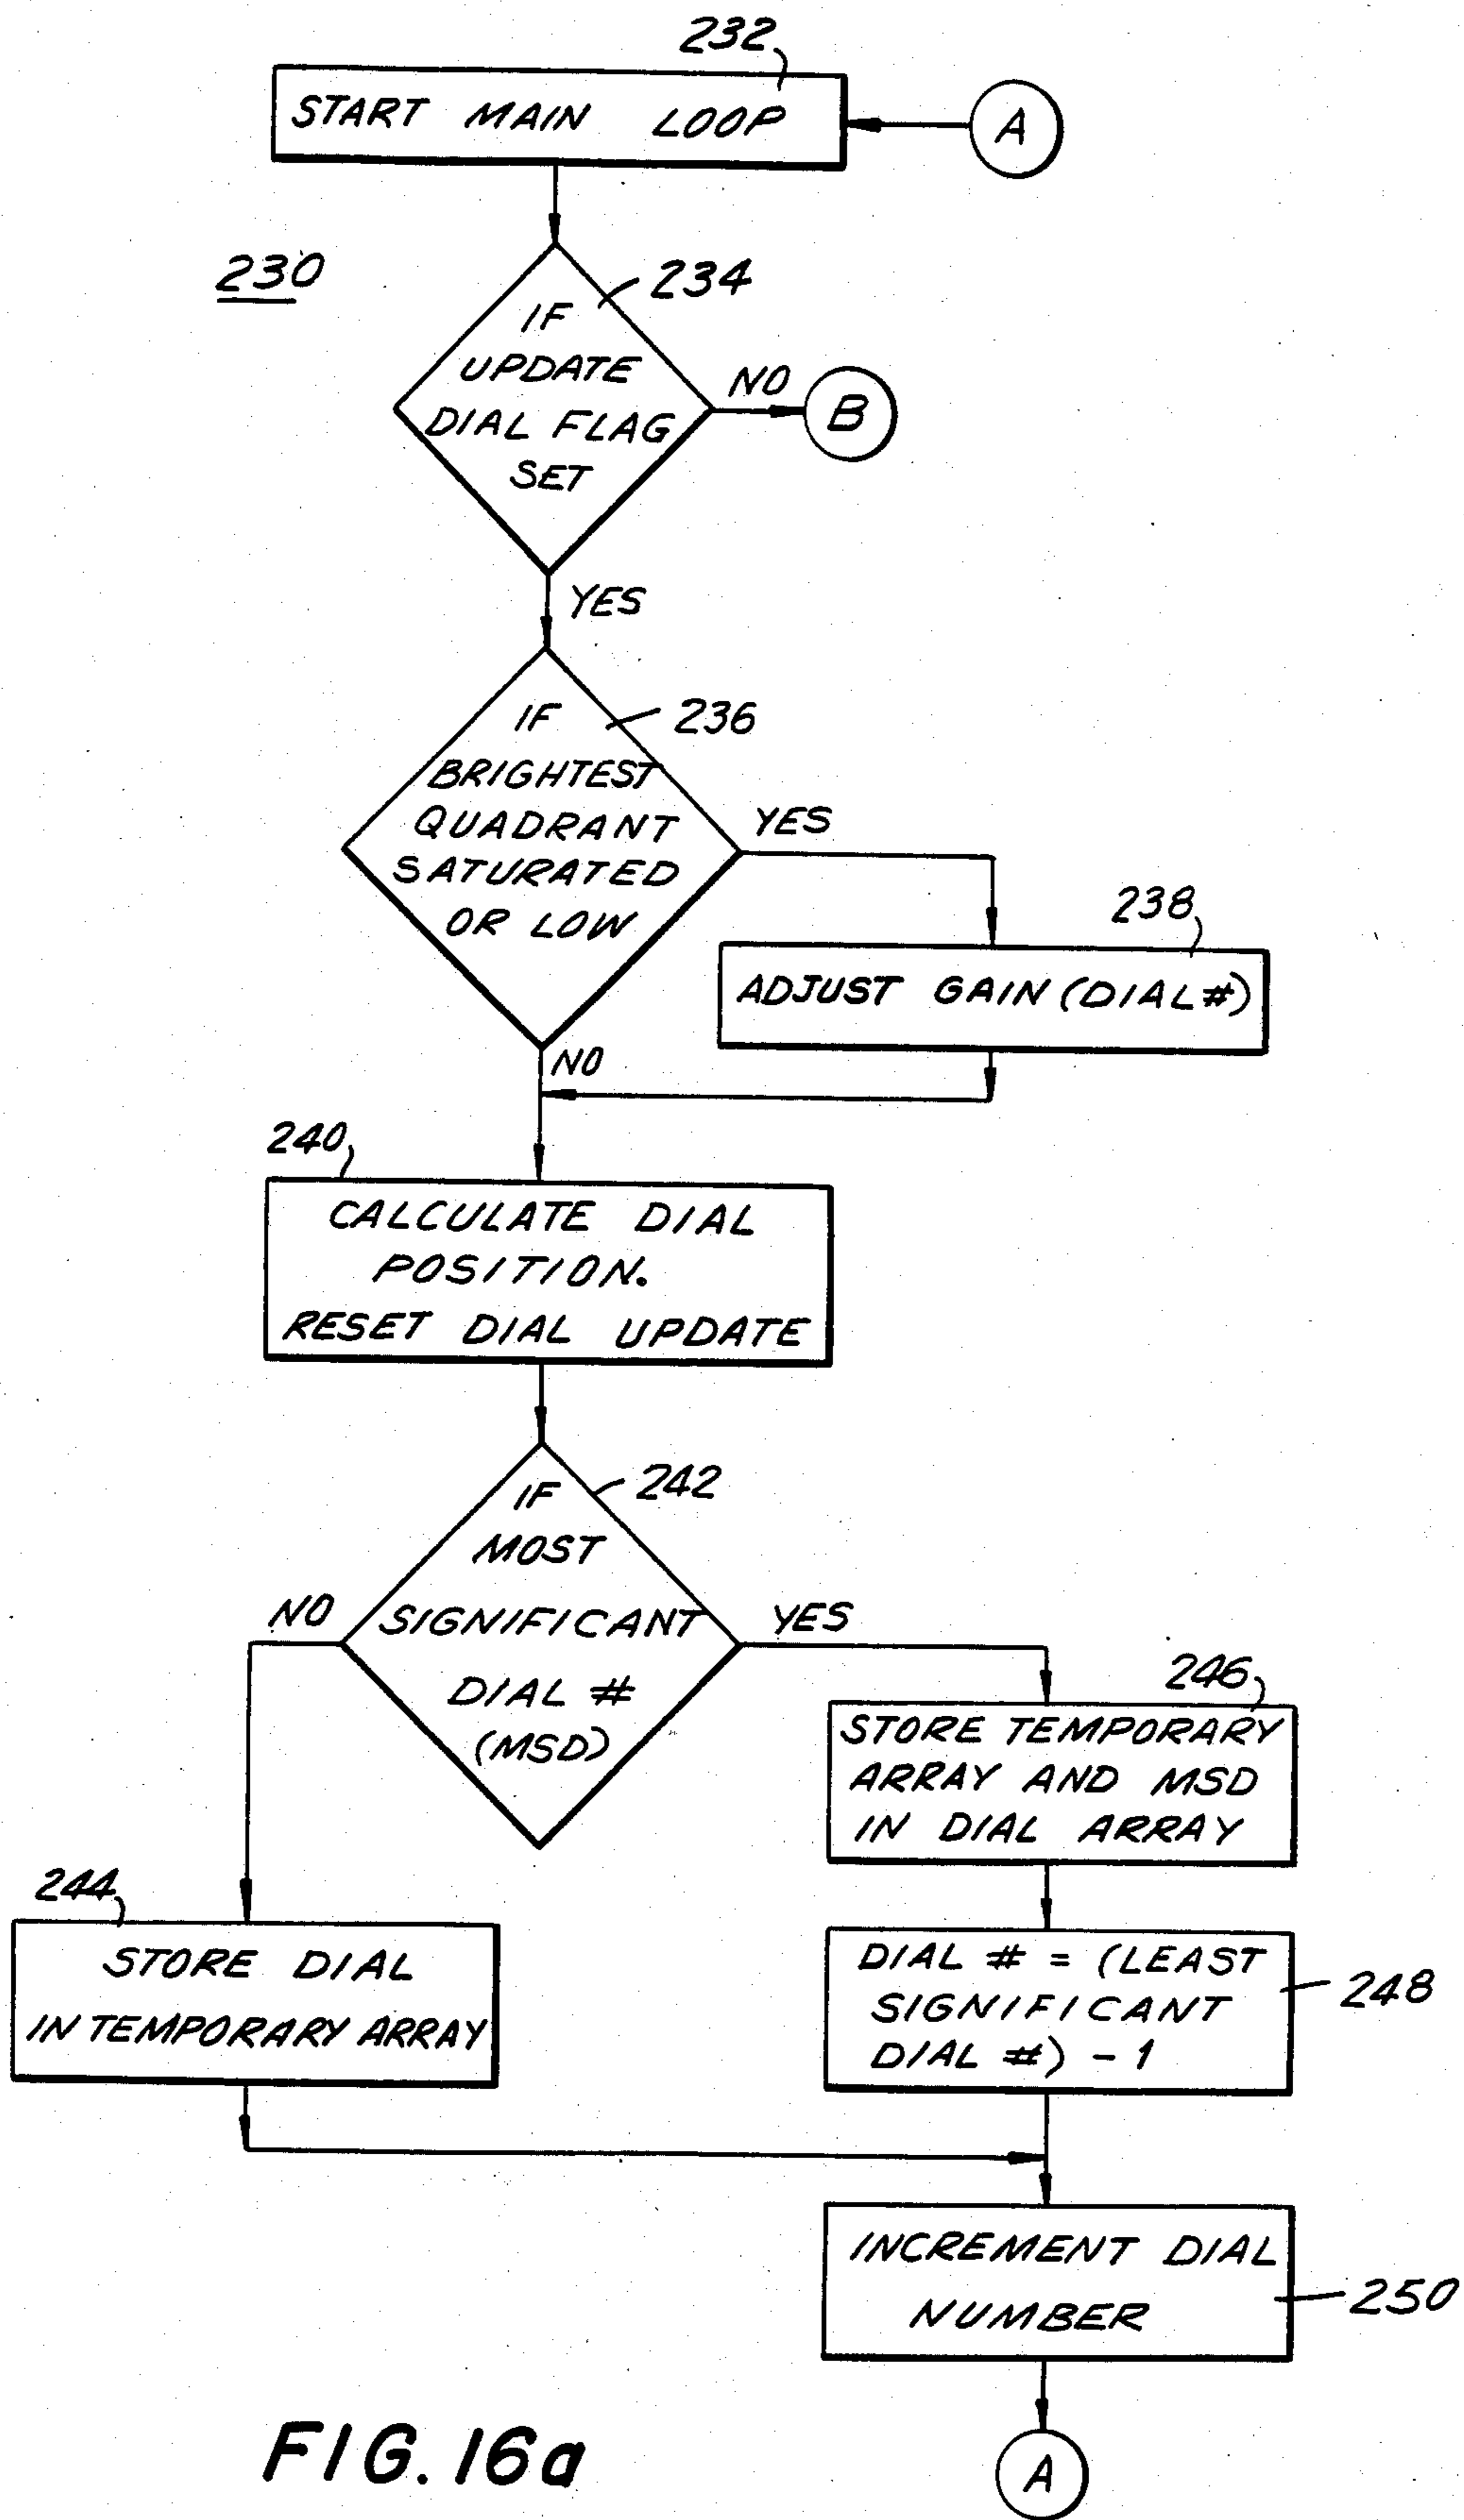 232
START MAIN LOOP
A
230
234
IF
UPDATE
DIAL FLAG
SET
NO
B
YES
236
IF
BRIGHTEST
QUADRANT
SATURATED
OR LOW
YES
238
ADJUST GAIN (DIAL #)
NO
240
CALCULATE DIAL
POSITION.
RESET DIAL UPDATE
242
IF
MOST
SIGNIFICANT
DIAL #
(MSD)
NO
YES
246
STORE TEMPORARY
ARRAY AND MSD
IN DIAL ARRAY
244
STORE DIAL
IN TEMPORARY ARRAY
DIAL # = (LEAST
SIGNIFICANT
DIAL #) - 1
248
INCREMENT DIAL
NUMBER
250
A
FIG. 16a